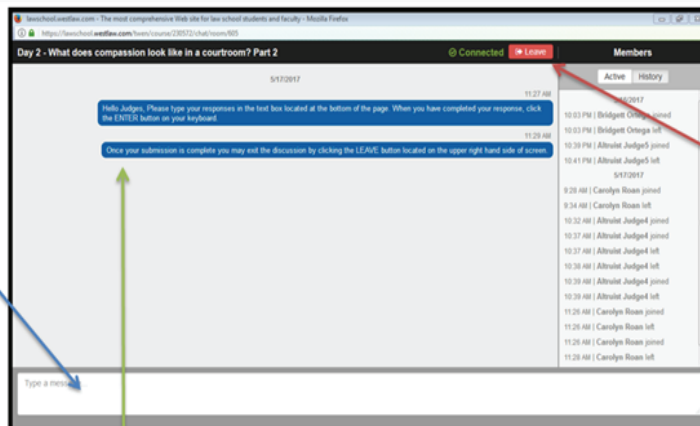 lawschool.westlaw.com - The most comprehensive Web site for law school students and faculty - Mozilla Firefox
https://lawschool.westlaw.com/twen/course/230572/chat/room/605
Day 2 - What does compassion look like in a courtroom? Part 2
Connected
Leave
5/17/2017
11:27 AM
Hello Judges, Please type your responses in the text box located at the bottom of the page. When you have completed your response, click
the ENTER button on your keyboard.
11:28 AM
Once your submission is complete you may exit the discussion by clicking the LEAVE button located on the upper right hand side of screen.
Type a message...
Members
Active
History
10:03 PM | Bridgett Ortega joined
10:03 PM | Bridgett Ortega left
10:39 PM | Altruist Judge5 joined
10:41 PM | Altruist Judge5 left
5/17/2017
9:28 AM | Carolyn Roan joined
9:34 AM | Carolyn Roan left
10:32 AM | Altruist Judge4 joined
10:37 AM | Altruist Judge4 joined
10:37 AM | Altruist Judge4 left
10:38 AM | Altruist Judge4 left
10:39 AM | Altruist Judge4 joined
10:39 AM | Altruist Judge4 left
11:26 AM | Carolyn Roan joined
11:26 AM | Carolyn Roan left
11:26 AM | Carolyn Roan joined
11:28 AM | Carolyn Roan left